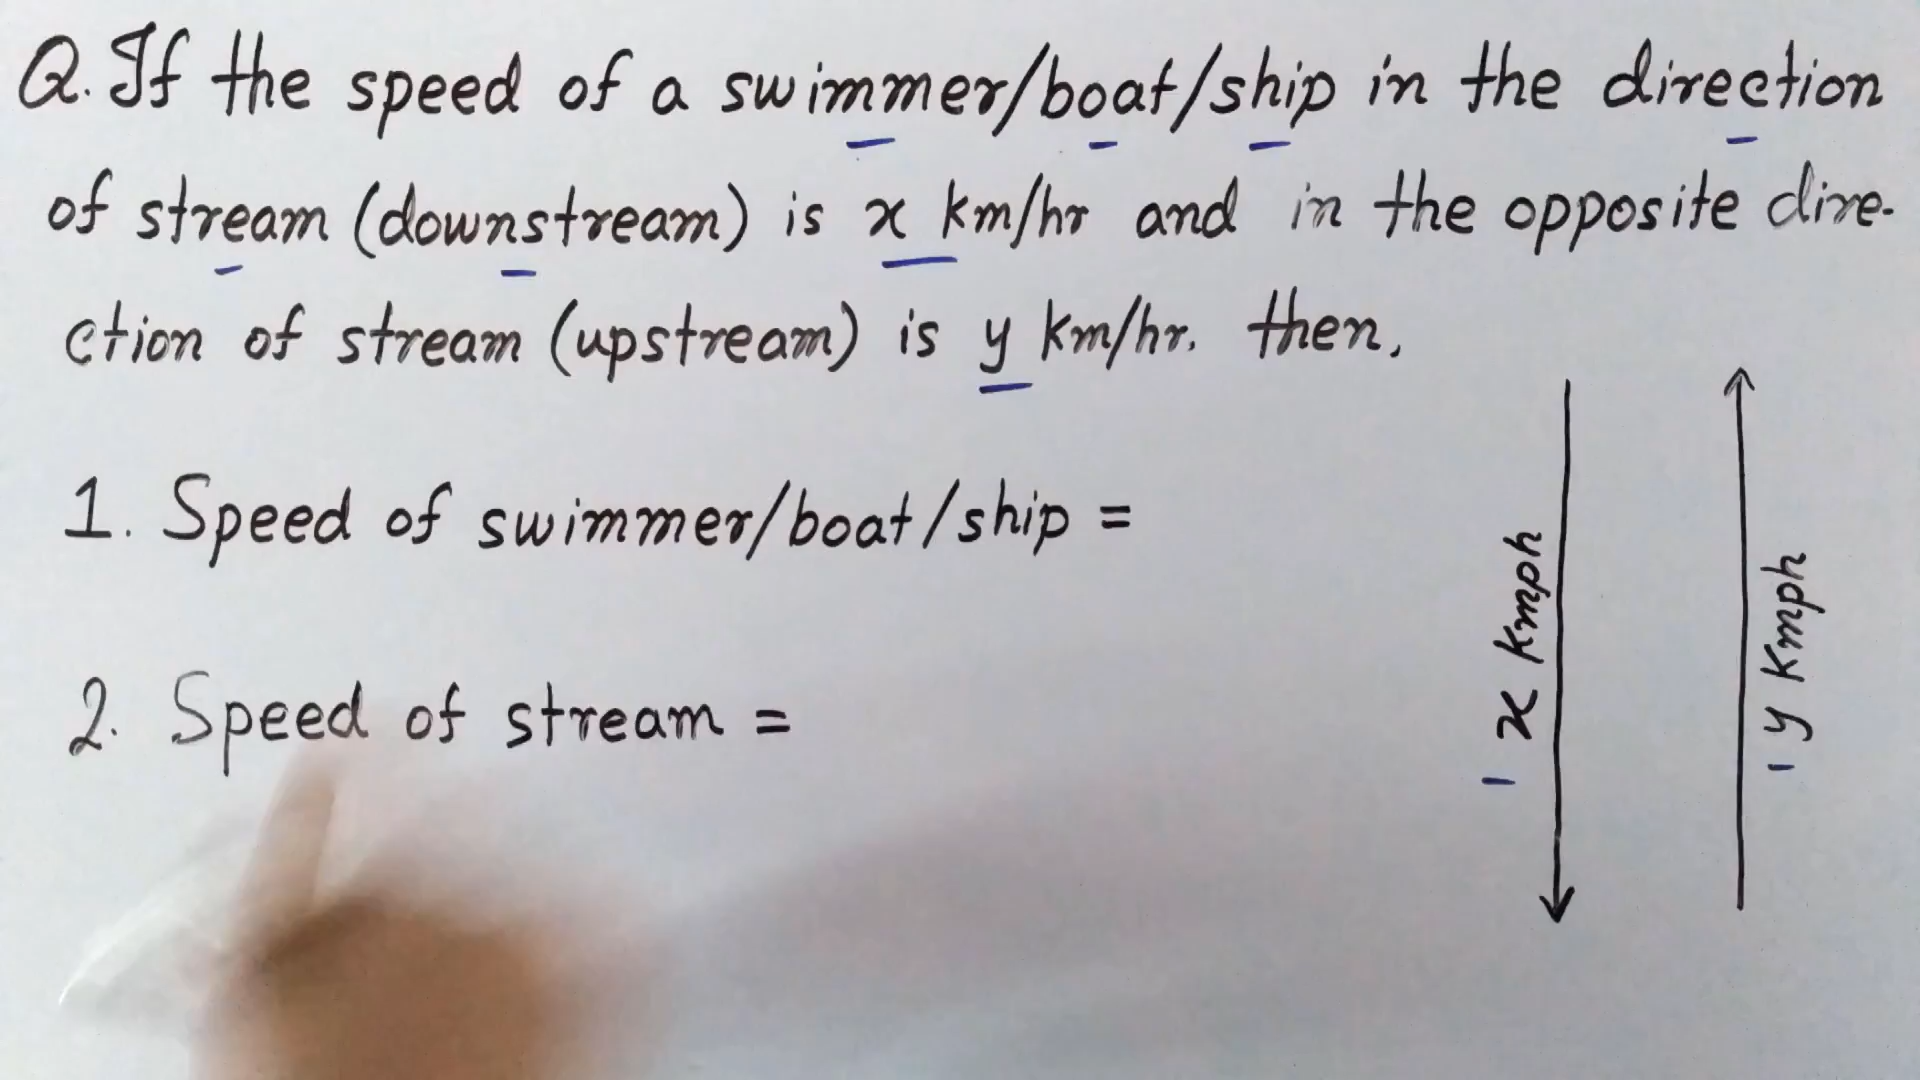 Q. If the speed of a swimmer/boat/ship in the direction
of stream (downstream) is x km/hr and in the opposite dire-
ction of stream (upstream) is y km/hr. then,
1. Speed of swimmer/boat/ship =
2. Speed of stream =
x kmph
y kmph